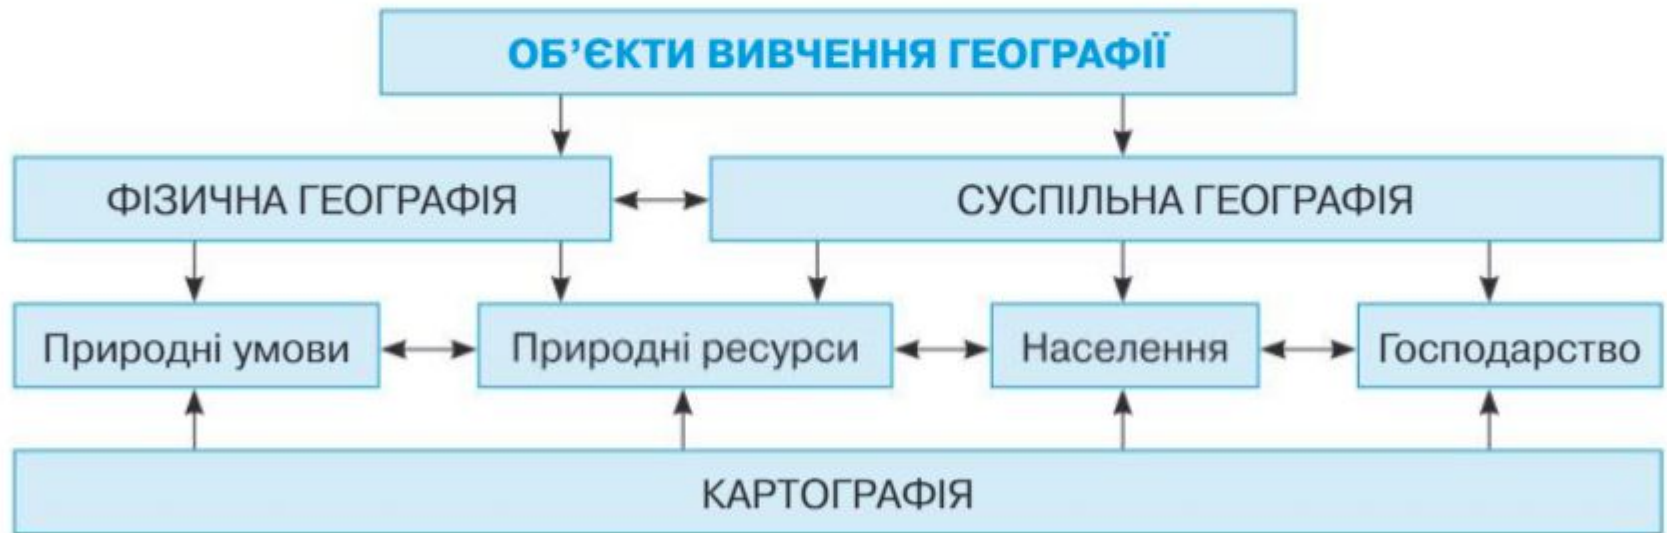 ОБ’ЄКТИ ВИВЧЕННЯ ГЕОГРАФІЇ
ФІЗИЧНА ГЕОГРАФІЯ
СУСПІЛЬНА ГЕОГРАФІЯ
Природні умови
Природні ресурси
Населення
Господарство
КАРТОГРАФІЯ